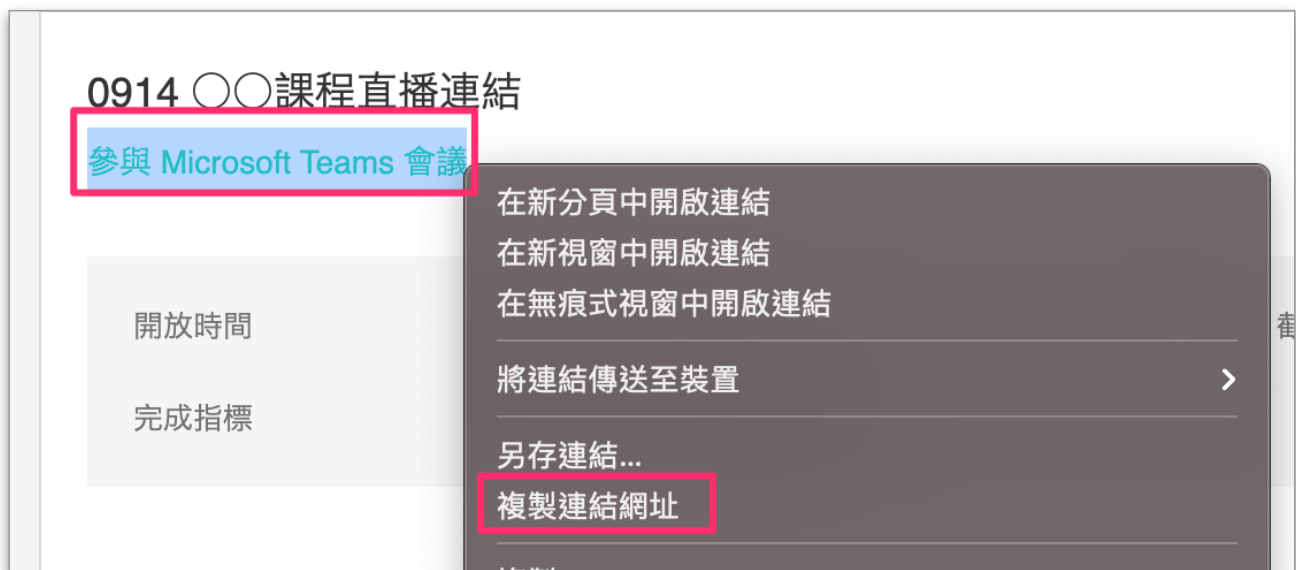 0914 ○○課程直播連結
參與 Microsoft Teams 會議
在新分頁中開啟連結
在新視窗中開啟連結
在無痕式視窗中開啟連結
開放時間
將連結傳送至裝置
完成指標
另存連結...
複製連結網址